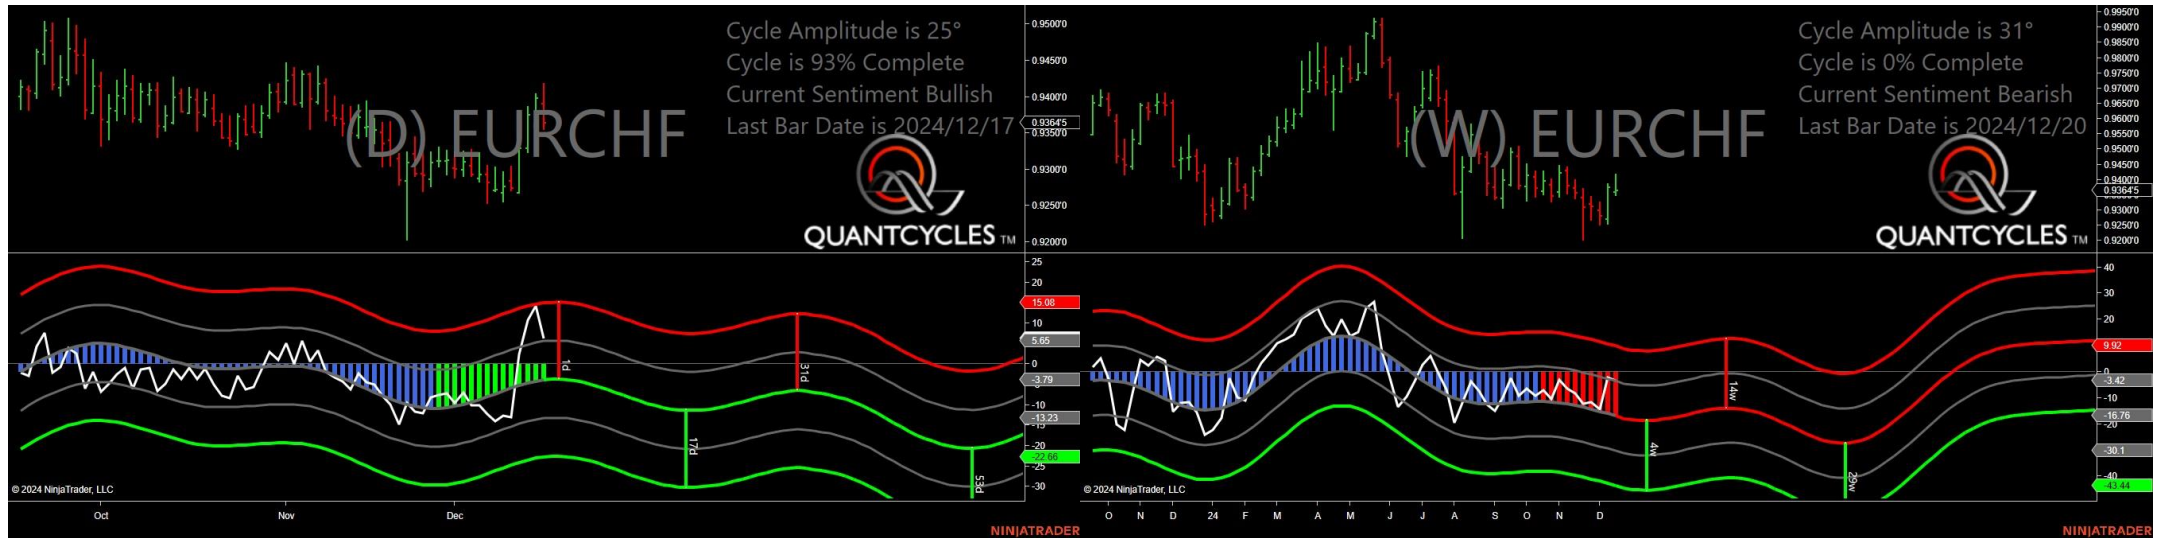 Cycle Amplitude is 25°
Cycle is 93% Complete
Current Sentiment Bullish
Last Bar Date is 2024/12/17
(D) EURCHF
QUANTCYCLES TM
0.9500'0
0.9450'0
0.9400'0
0.9364'5
0.9350'0
0.9300'0
0.9250'0
0.9200'0
25
20
15.08
10
5.65
0
-3.79
-10
-13.23
-15
-20
-22.66
-25
-30
1d
17d
31d
53d
© 2024 NinjaTrader, LLC
Oct Nov Dec
NINJATRADER
Cycle Amplitude is 31°
Cycle is 0% Complete
Current Sentiment Bearish
Last Bar Date is 2024/12/20
(W) EURCHF
QUANTCYCLES TM
0.9950'0
0.9900'0
0.9850'0
0.9800'0
0.9750'0
0.9700'0
0.9650'0
0.9600'0
0.9550'0
0.9500'0
0.9450'0
0.9400'0
0.9364'5
0.9300'0
0.9250'0
0.9200'0
40
30
20
9.92
0
-3.42
-10
-16.76
-20
-30.1
-40
-43.44
4w
14w
29w
© 2024 NinjaTrader, LLC
O N D 24 F M A M J J A S O N D
NINJATRADER